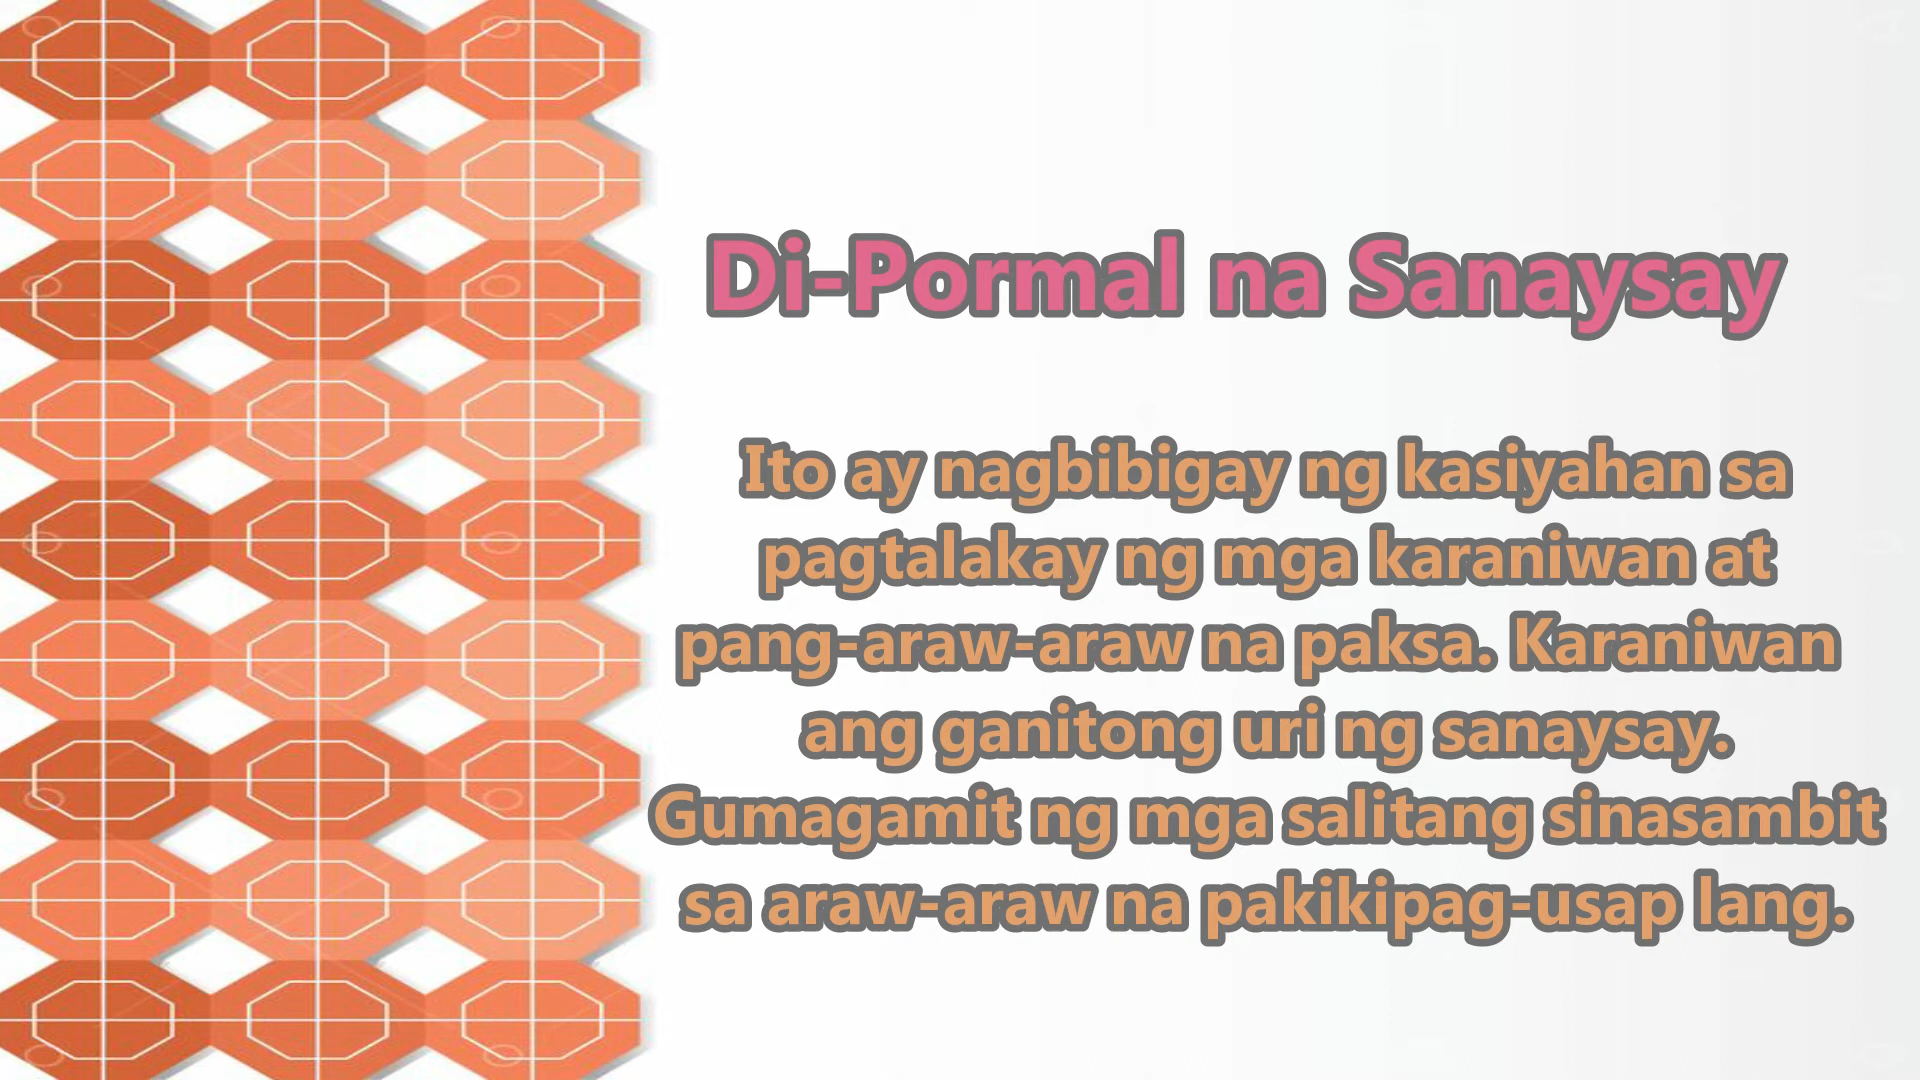 Di-Pormal na Sanaysay
Ito ay nagbibigay ng kasiyahan sa
pagtalakay ng mga karaniwan at
pang-araw-araw na paksa. Karaniwan
ang ganitong uri ng sanaysay.
Gumagamit ng mga salitang sinasambit
sa araw-araw na pakikipag-usap lang.